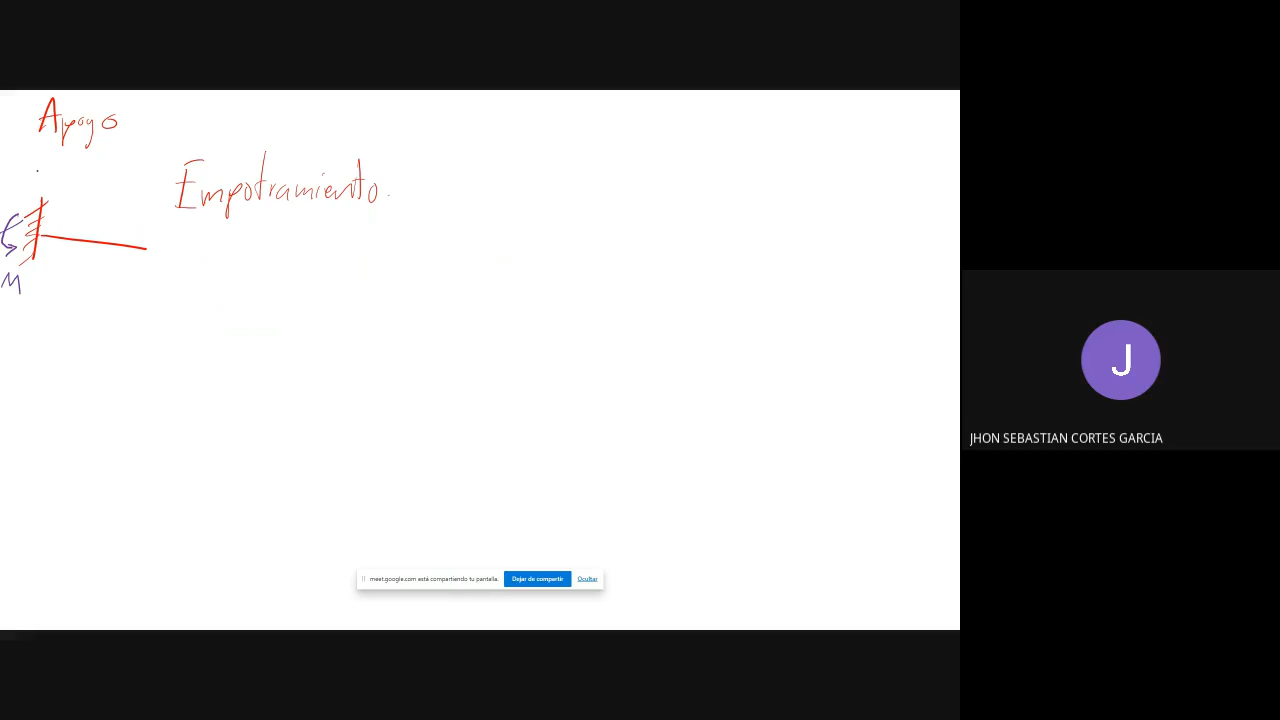 Apoyo
Empotramiento.
M
J
JHON SEBASTIAN CORTES GARCIA
meet.google.com está compartiendo tu pantalla. Dejar de compartir Ocultar